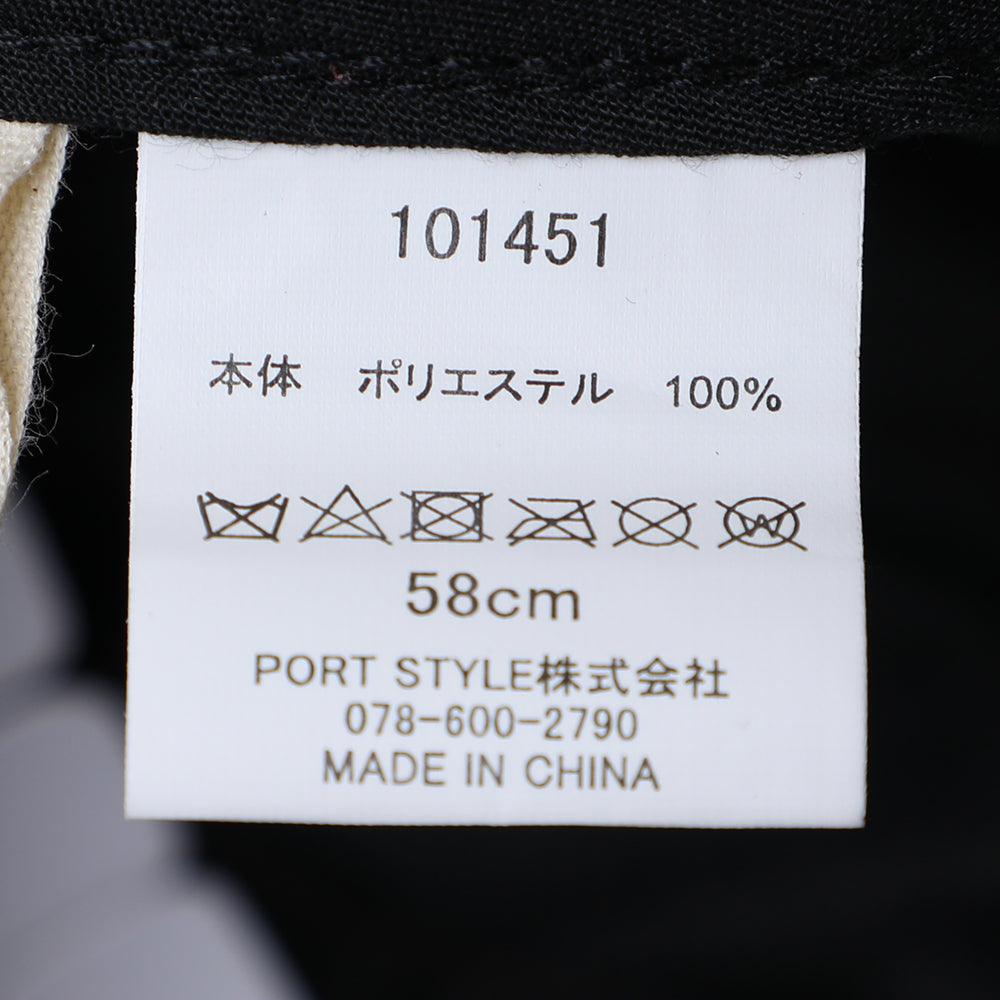 101451
本体 ポリエステル 100%
58cm
PORT STYLE株式会社
078-600-2790
MADE IN CHINA